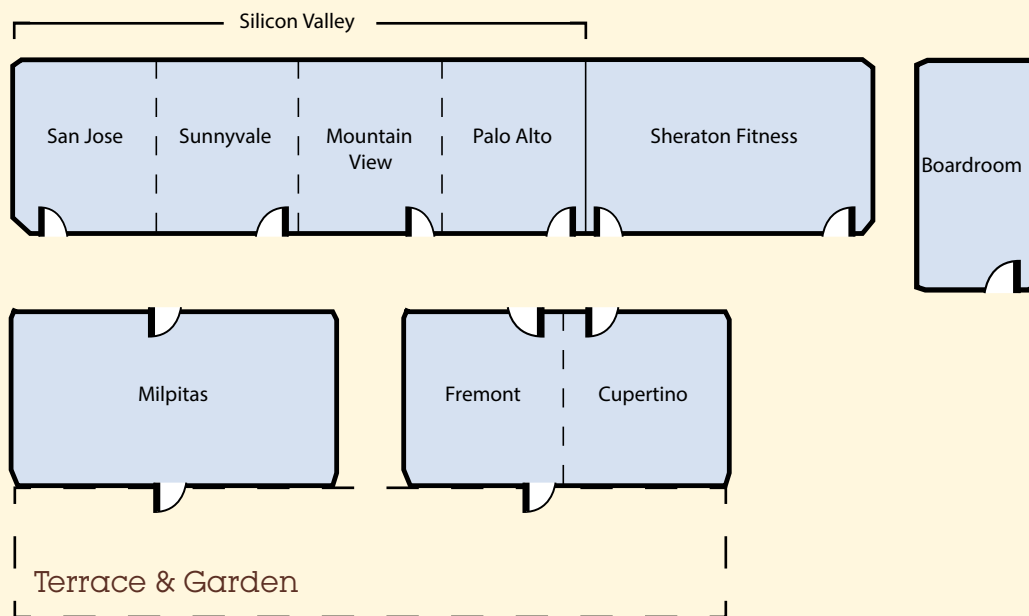 Silicon Valley
San Jose
Sunnyvale
Mountain
View
Palo Alto
Sheraton Fitness
Boardroom
Milpitas
Fremont
Cupertino
Terrace & Garden